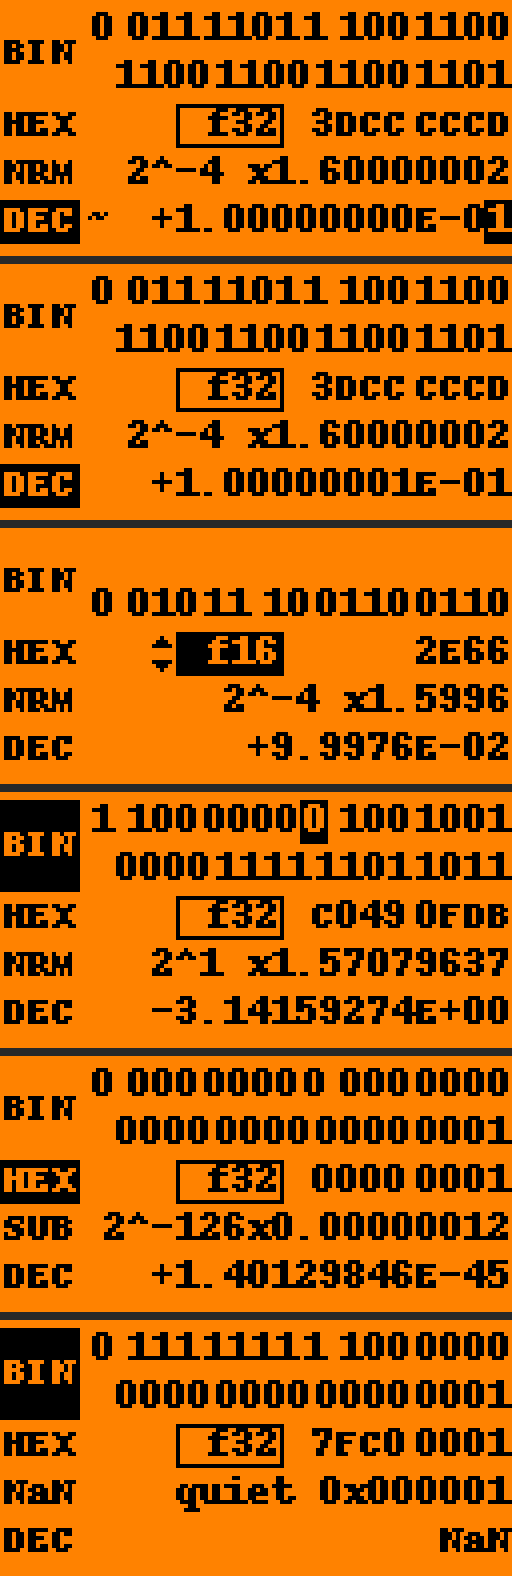 BIN 0 01111011 1001100
1100 1100 1100 1101
HEX f32 3DCC CCCD
NRM 2^-4 x1.60000002
DEC ~ +1.00000000E-01
BIN 0 01111011 1001100
1100 1100 1100 1101
HEX f32 3DCC CCCD
NRM 2^-4 x1.60000002
DEC +1.00000001E-01
BIN 0 01011 1001100110
HEX f16 2E66
NRM 2^-4 x1.5996
DEC +9.9976E-02
BIN 1 10000000 1001001
0000 1111 1101 1011
HEX f32 C049 0FDB
NRM 2^1 x1.57079637
DEC -3.14159274E+00
BIN 0 00000000 0000000
0000 0000 0000 0001
HEX f32 0000 0001
SUB 2^-126x0.00000012
DEC +1.40129846E-45
BIN 0 11111111 1000000
0000 0000 0000 0001
HEX f32 7FC0 0001
NaN quiet 0x000001
DEC NaN